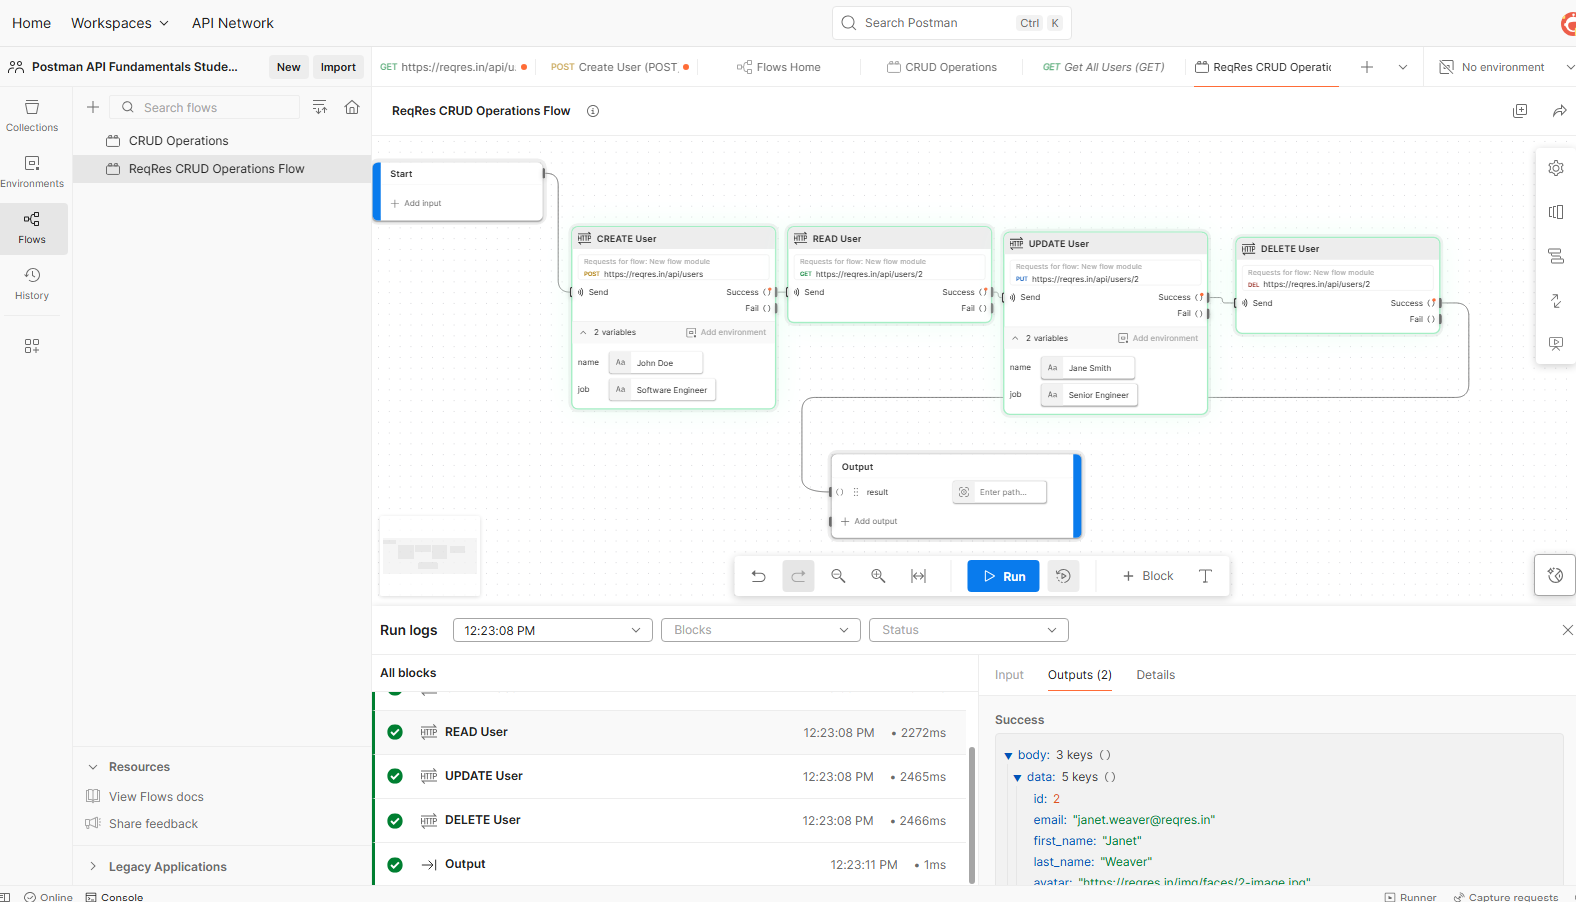 Home Workspaces API Network Search Postman Ctrl K
Postman API Fundamentals Stude... New Import GET https://reqres.in/api/u. POST Create User (POST, Flows Home CRUD Operations GET Get All Users (GET) ReqRes CRUD Operatic No environment
Collections
Environments
Flows
History
Search flows
CRUD Operations
ReqRes CRUD Operations Flow
Resources
View Flows docs
Share feedback
Legacy Applications
ReqRes CRUD Operations Flow
Start
Add input
CREATE User
Requests for flow: New flow module
POST https://reqres.in/api/users
Send Success
Fail
2 variables Add environment
name Aa John Doe
job Aa Software Engineer
READ User
Requests for flow: New flow module
GET https://reqres.in/api/users/2
Send Success
Fail
UPDATE User
Requests for flow: New flow module
PUT https://reqres.in/api/users/2
Send Success
Fail
2 variables Add environment
name Aa Jane Smith
job Aa Senior Engineer
DELETE User
Requests for flow: New flow module
DEL https://reqres.in/api/users/2
Send Success
Fail
Output
result Enter path...
Add output
Run Block
Run logs 12:23:08 PM Blocks Status
All blocks
READ User 12:23:08 PM • 2272ms
UPDATE User 12:23:08 PM • 2465ms
DELETE User 12:23:08 PM • 2466ms
Output 12:23:11 PM • 1ms
Input Outputs (2) Details
Success
body: 3 keys {}
data: 5 keys {}
id: 2
email: "janet.weaver@reqres.in"
first_name: "Janet"
last_name: "Weaver"
avatar: "https://reqres.in/img/faces/2-image.jpg"
Online Console Runner Capture requests